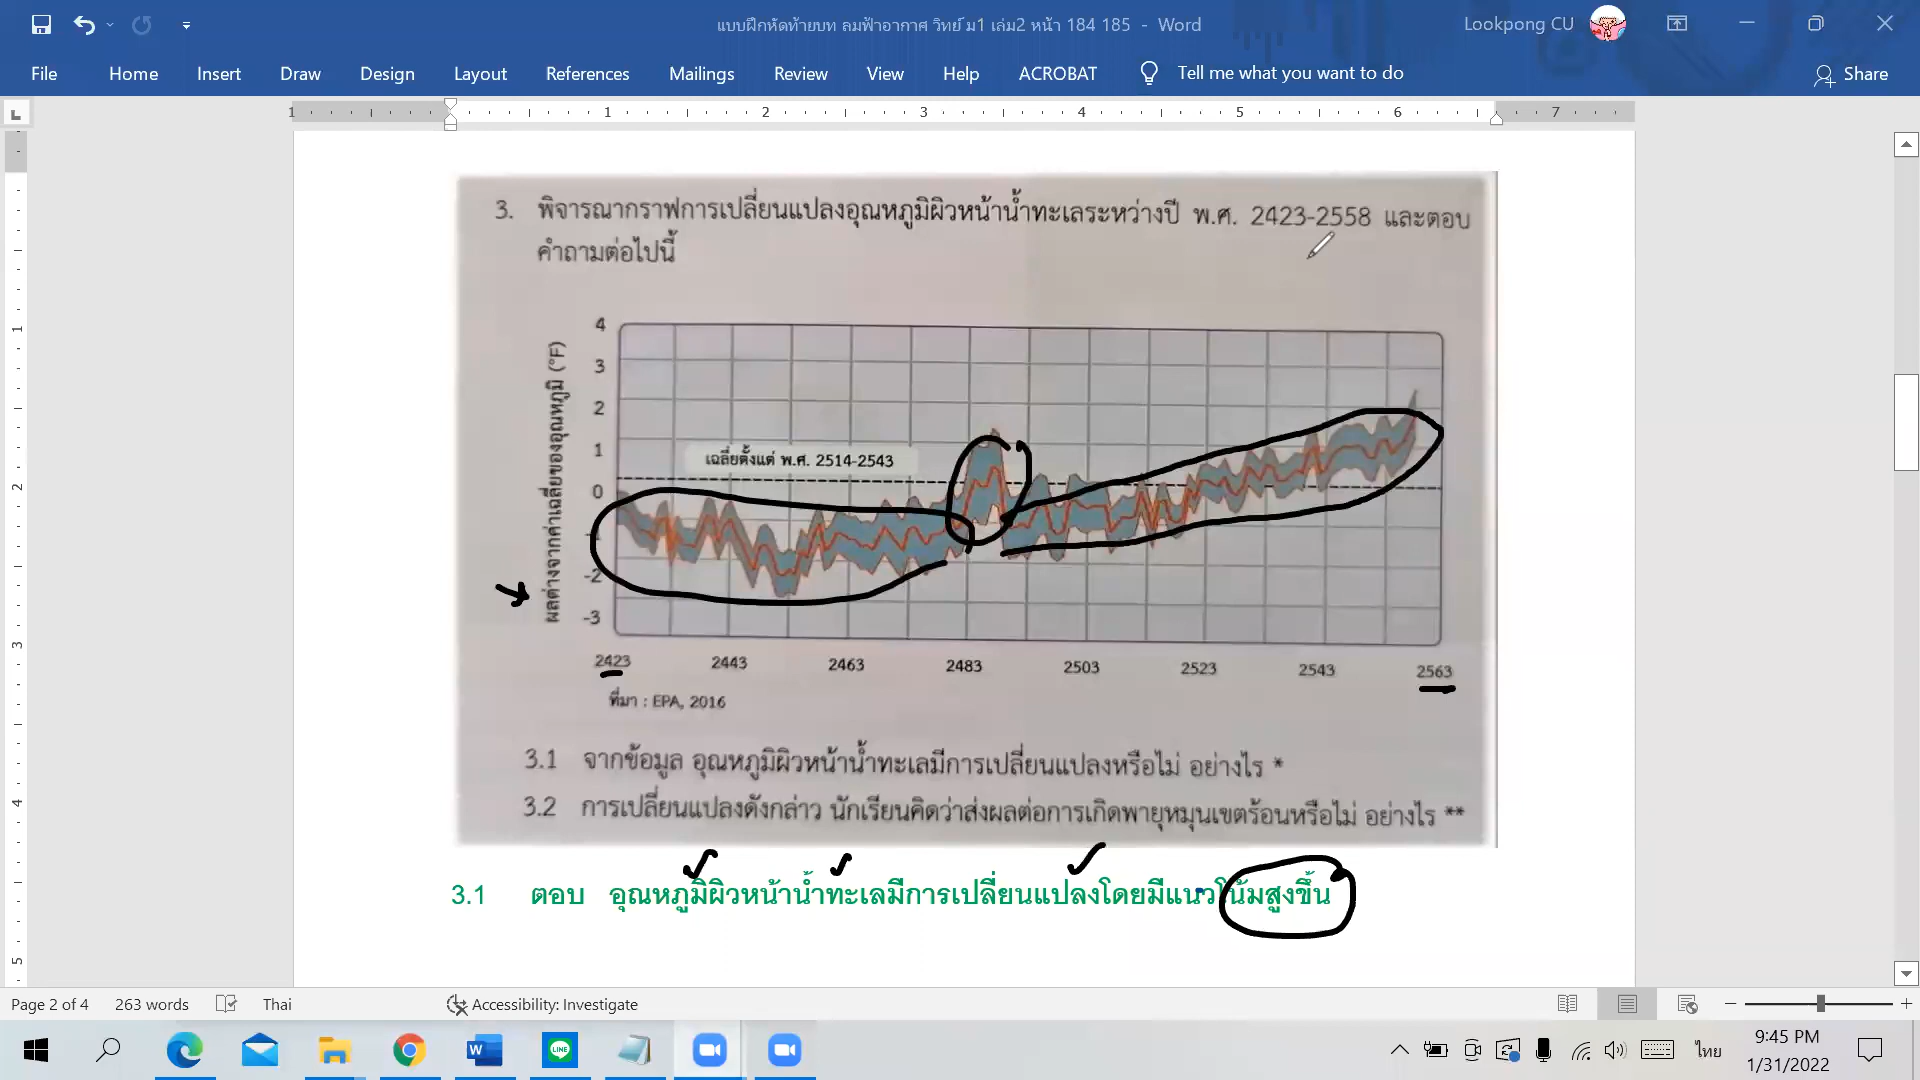 แบบฝึกหัดท้ายบท ลมฟ้าอากาศ วิทย์ ม1 เล่ม2 หน้า 184 185 - Word
Lookpong CU
File Home Insert Draw Design Layout References Mailings Review View Help ACROBAT Tell me what you want to do Share
1 1 2 3 4 5 6 7
3. พิจารณากราฟการเปลี่ยนแปลงอุณหภูมิผิวหน้าน้ำทะเลระหว่างปี พ.ศ. 2423-2558 และตอบ
คำถามต่อไปนี้
ผลต่างจากค่าเฉลี่ยของอุณหภูมิ (°F)
4
3
2
1
เฉลี่ยตั้งแต่ พ.ศ. 2514-2543
0
-1
-2
-3
2423 2443 2463 2483 2503 2523 2543 2563
ที่มา : EPA, 2016
3.1 จากข้อมูล อุณหภูมิผิวหน้าน้ำทะเลมีการเปลี่ยนแปลงหรือไม่ อย่างไร *
3.2 การเปลี่ยนแปลงดังกล่าว นักเรียนคิดว่าส่งผลต่อการเกิดพายุหมุนเขตร้อนหรือไม่ อย่างไร **
3.1 ตอบ อุณหภูมิผิวหน้าน้ำทะเลมีการเปลี่ยนแปลงโดยมีแนวโน้มสูงขึ้น
1
2
3
4
5
Page 2 of 4 263 words Thai Accessibility: Investigate
LINE
ไทย
9:45 PM
1/31/2022